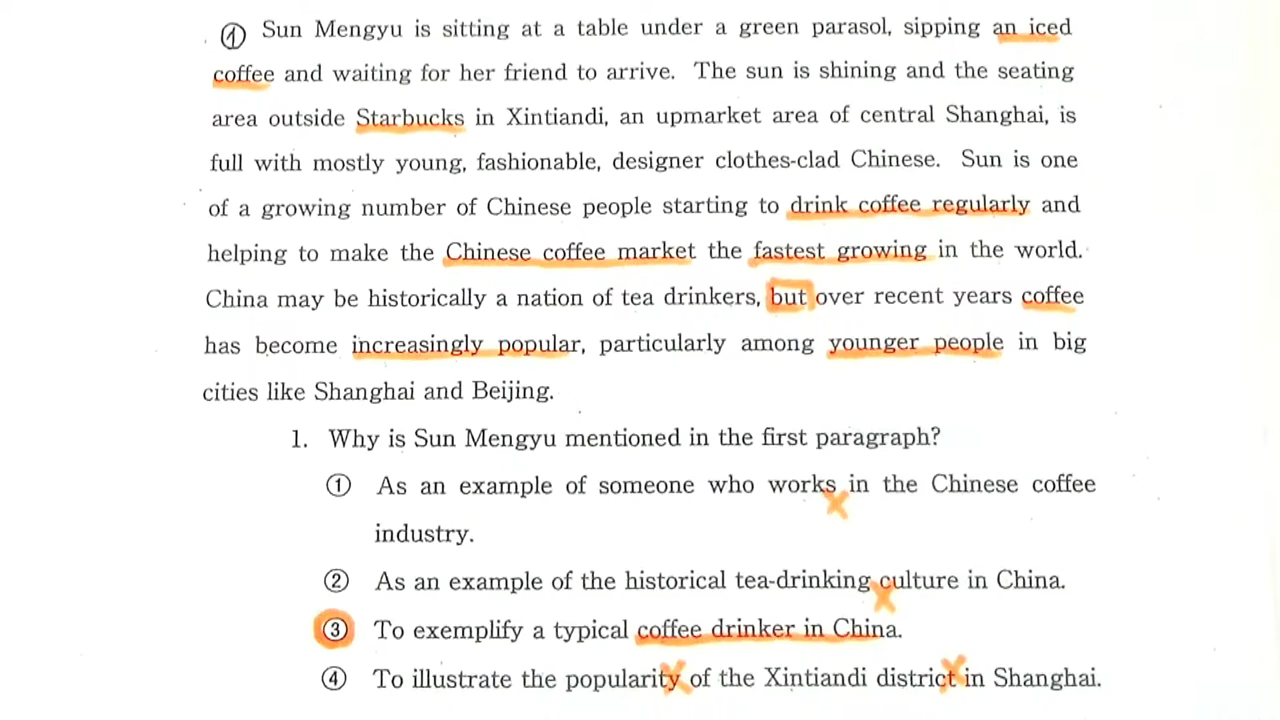 ① Sun Mengyu is sitting at a table under a green parasol, sipping an iced
coffee and waiting for her friend to arrive. The sun is shining and the seating
area outside Starbucks in Xintiandi, an upmarket area of central Shanghai, is
full with mostly young, fashionable, designer clothes-clad Chinese. Sun is one
of a growing number of Chinese people starting to drink coffee regularly and
helping to make the Chinese coffee market the fastest growing in the world.
China may be historically a nation of tea drinkers, but over recent years coffee
has become increasingly popular, particularly among younger people in big
cities like Shanghai and Beijing.
1. Why is Sun Mengyu mentioned in the first paragraph?
① As an example of someone who works in the Chinese coffee
industry.
② As an example of the historical tea-drinking culture in China.
③ To exemplify a typical coffee drinker in China.
④ To illustrate the popularity of the Xintiandi district in Shanghai.